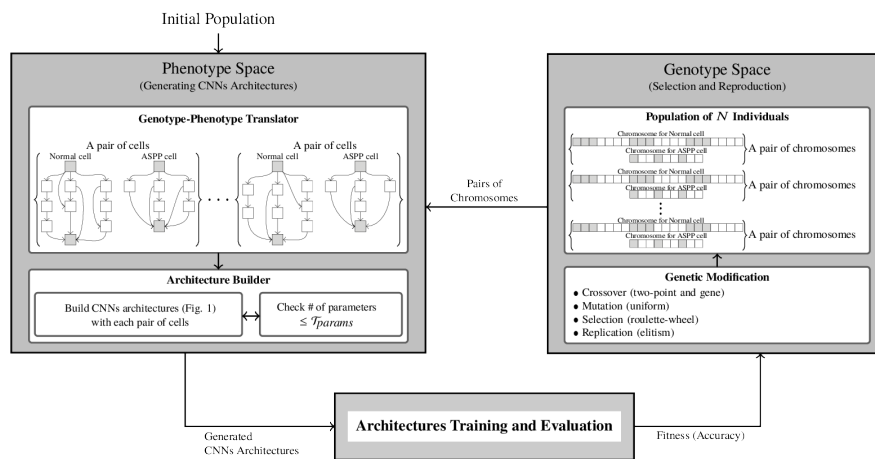 Initial Population
Phenotype Space
(Generating CNNs Architectures)
Genotype-Phenotype Translator
A pair of cells
A pair of cells
Normal cell
ASPP cell
Normal cell
ASPP cell
Architecture Builder
Build CNNs architectures (Fig. 1)
with each pair of cells
Check # of parameters
≤ 𝒯params
Pairs of
Chromosomes
Genotype Space
(Selection and Reproduction)
Population of N Individuals
Chromosome for Normal cell
Chromosome for ASPP cell
A pair of chromosomes
Chromosome for Normal cell
Chromosome for ASPP cell
A pair of chromosomes
Chromosome for Normal cell
Chromosome for ASPP cell
A pair of chromosomes
Genetic Modification
● Crossover (two-point and gene)
● Mutation (uniform)
● Selection (roulette-wheel)
● Replication (elitism)
Generated
CNNs Architectures
Architectures Training and Evaluation
Fitness (Accuracy)